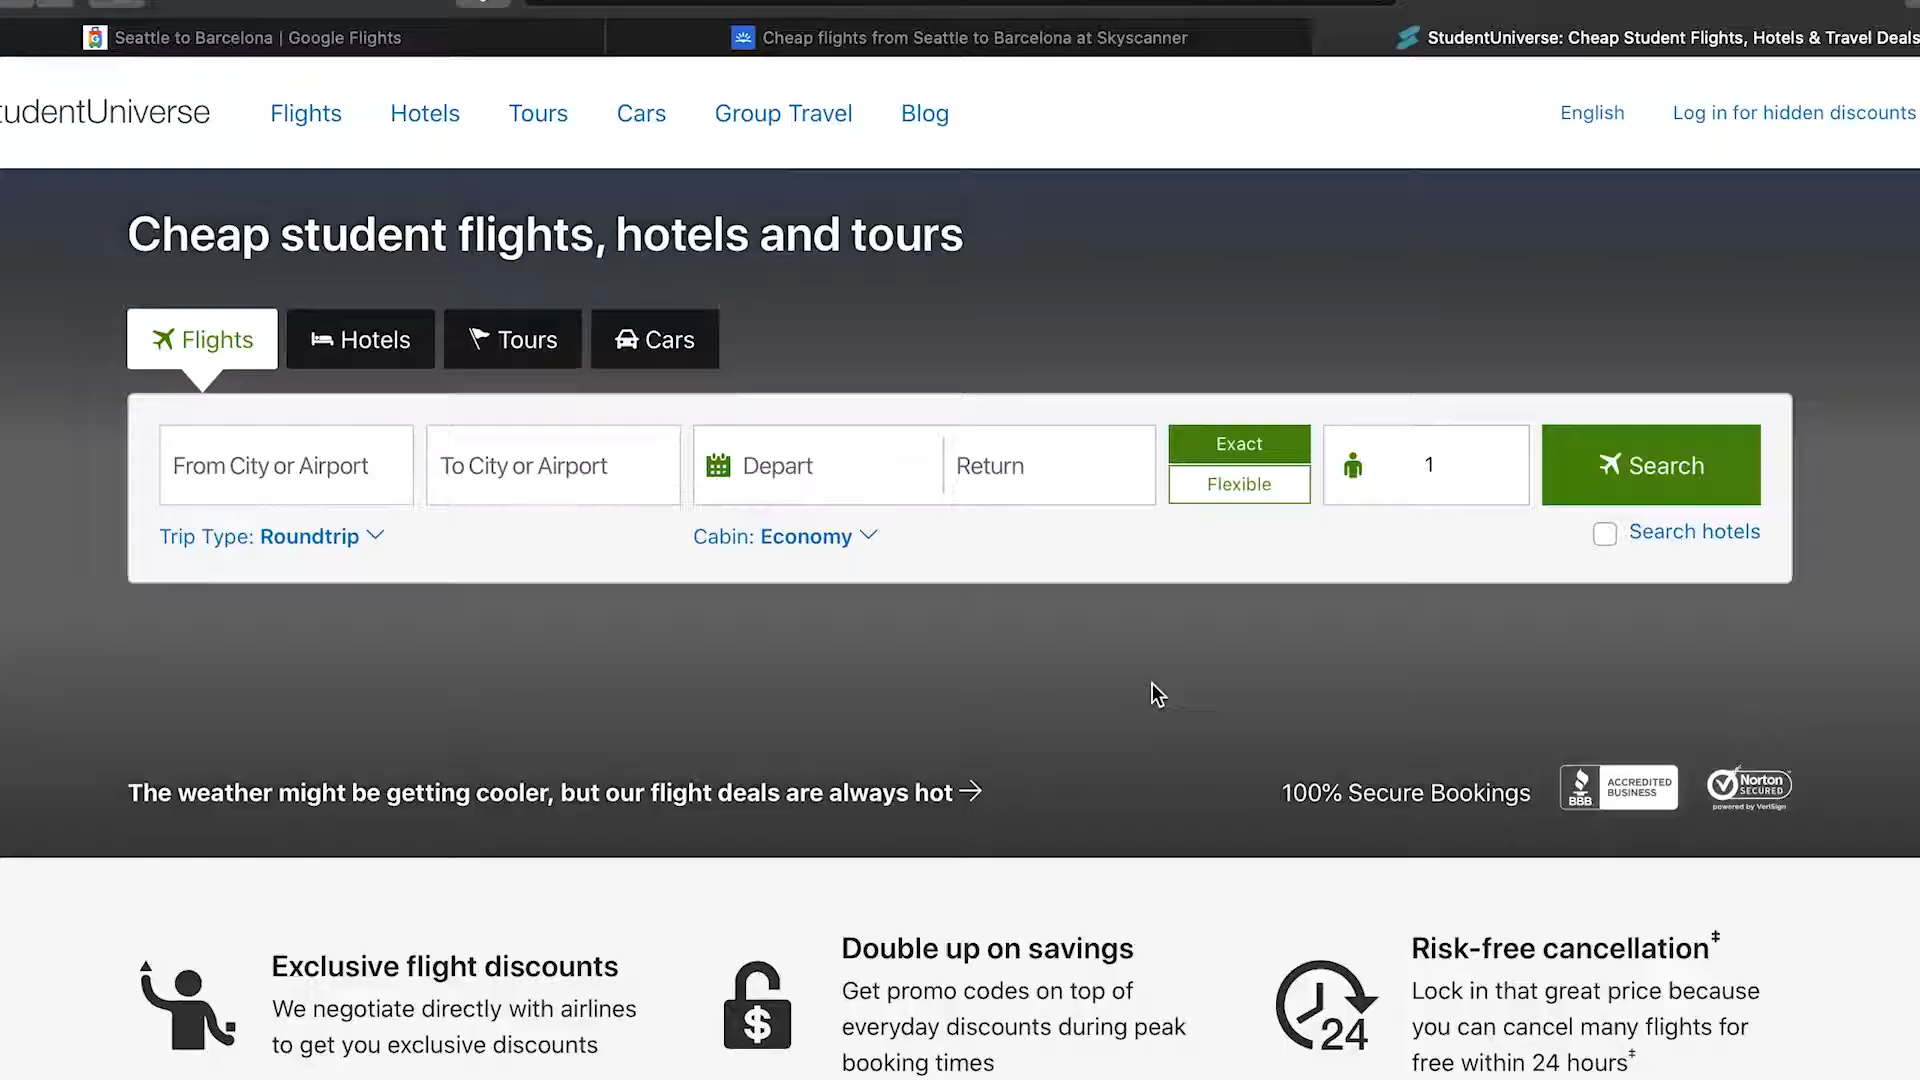 Seattle to Barcelona | Google Flights
Cheap flights from Seattle to Barcelona at Skyscanner
StudentUniverse: Cheap Student Flights, Hotels & Travel Deals
tudentUniverse
Flights
Hotels
Tours
Cars
Group Travel
Blog
English
Log in for hidden discounts
Cheap student flights, hotels and tours
Flights
Hotels
Tours
Cars
From City or Airport
To City or Airport
Depart
Return
Exact
Flexible
1
Search
Trip Type: Roundtrip
Cabin: Economy
Search hotels
The weather might be getting cooler, but our flight deals are always hot
100% Secure Bookings
BBB
ACCREDITED
BUSINESS
Norton
SECURED
powered by VeriSign
Exclusive flight discounts
We negotiate directly with airlines
to get you exclusive discounts
$
Double up on savings
Get promo codes on top of
everyday discounts during peak
booking times
24
Risk-free cancellation‡
Lock in that great price because
you can cancel many flights for
free within 24 hours‡